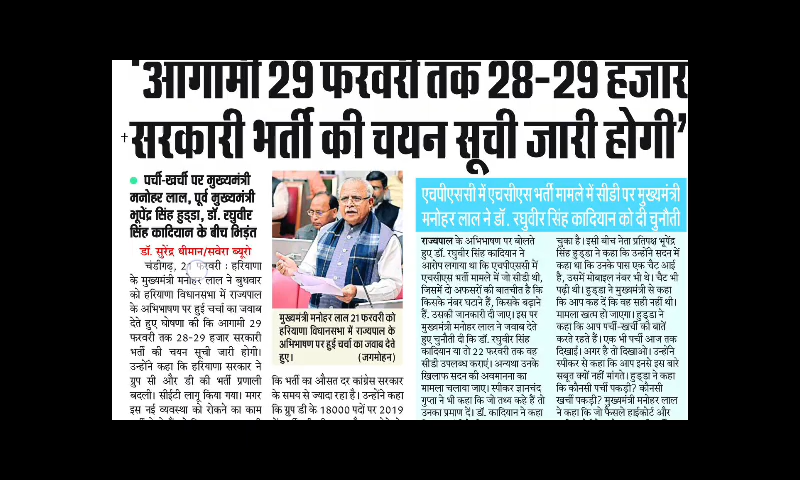 'आगामी 29 फरवरी तक 28-29 हजार
सरकारी भर्ती की चयन सूची जारी होगी'
पर्ची-खर्ची पर मुख्यमंत्री
मनोहर लाल, पूर्व मुख्यमंत्री
भूपेंद्र सिंह हुड्डा, डॉ. रघुवीर
सिंह कादियान के बीच भिड़ंत
डॉ. सुरेंद्र धीमान/सवेरा ब्यूरो
चंडीगढ़, 21 फरवरी : हरियाणा
के मुख्यमंत्री मनोहर लाल ने बुधवार
को हरियाणा विधानसभा में राज्यपाल
के अभिभाषण पर हुई चर्चा का जवाब
देते हुए घोषणा की कि आगामी 29
फरवरी तक 28-29 हजार सरकारी
भर्ती की चयन सूची जारी होगी।
उन्होंने कहा कि हरियाणा सरकार ने
ग्रुप सी और डी की भर्ती प्रणाली
बदली। सीईटी लागू किया गया। मगर
इस नई व्यवस्था को रोकने का काम
मुख्यमंत्री मनोहर लाल 21 फरवरी को
हरियाणा विधानसभा में राज्यपाल के
अभिभाषण पर हुई चर्चा का जवाब देते
हुए। (जगमोहन)
कि भर्ती का औसत दर कांग्रेस सरकार
के समय से ज्यादा रहा है। उन्होंने कहा
कि ग्रुप डी के 18000 पदों पर 2019
एचपीएससी में एचसीएस भर्ती मामले में सीडी पर मुख्यमंत्री
मनोहर लाल ने डॉ. रघुवीर सिंह कादियान को दी चुनौती
राज्यपाल के अभिभाषण पर बोलते
हुए डॉ. रघुवीर सिंह कादियान ने
आरोप लगाया था कि एचपीएससी में
एचसीएस भर्ती मामले में जो सीडी थी,
जिसमें दो अफसरों की बातचीत है कि
किसके नंबर घटाने हैं, किसके बढ़ाने
हैं, उसकी जानकारी दी जाए। इस पर
मुख्यमंत्री मनोहर लाल ने जवाब देते
हुए चुनौती दी कि डॉ. रघुवीर सिंह
कादियान या तो 22 फरवरी तक वह
सीडी उपलब्ध कराएं। अन्यथा उनके
खिलाफ सदन की अवमानना का
मामला चलाया जाए। स्पीकर ज्ञानचंद
गुप्ता ने भी कहा कि जो तथ्य कहे हैं तो
उनका प्रमाण दें। डॉ. कादियान ने कहा
चुका है। इसी बीच नेता प्रतिपक्ष भूपेंद्र
सिंह हुड्डा ने कहा कि उन्होंने सदन में
कहा था कि उनके पास एक चैट आई
है, उसमें मोबाइल नंबर भी थे। चैट भी
पढ़ी थी। हुड्डा ने मुख्यमंत्री से कहा
कि आप कह दें कि वह सही नहीं थी।
मामला खत्म हो जाएगा। हुड्डा ने
कहा कि आप पर्ची-खर्ची की बातें
करते रहते हैं। एक भी पर्ची आज तक
दिखाई। अगर है तो दिखाओ। उन्होंने
स्पीकर से कहा कि आप इनसे इस बारे
सबूत क्यों नहीं मांगते। हुड्डा ने कहा
कि कौनसी पर्ची पकड़ी? कौनसी
खर्ची पकड़ी? मुख्यमंत्री मनोहर लाल
ने कहा कि जो फैसले हाईकोर्ट और